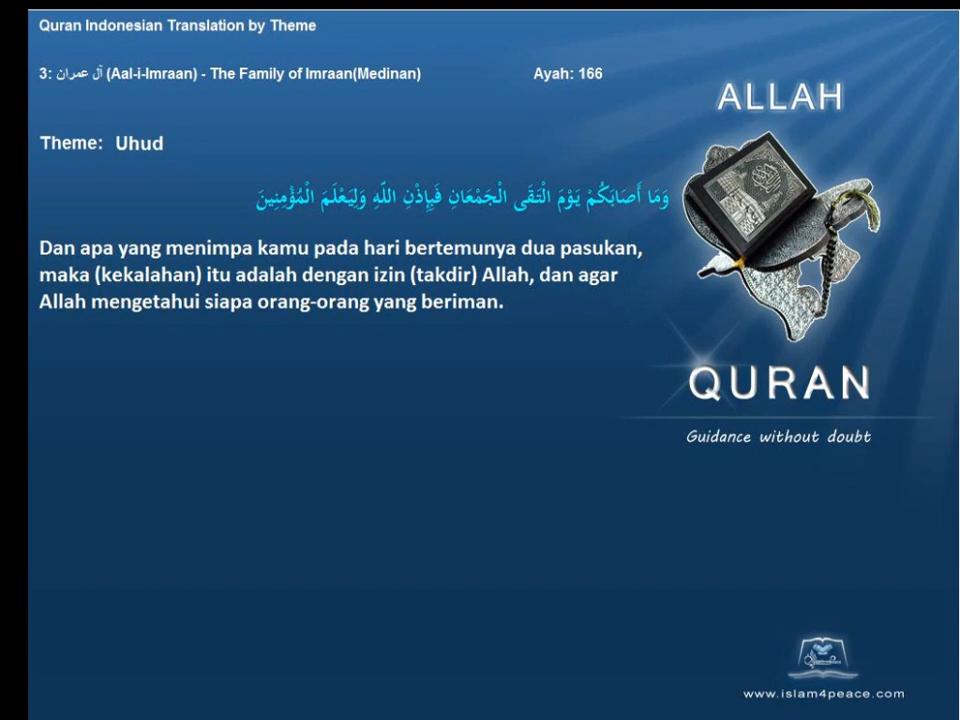 Quran Indonesian Translation by Theme
3: آل عمران (Aal-i-Imraan) - The Family of Imraan(Medinan) Ayah: 166
ALLAH
Theme: Uhud
وَمَا أَصَابَكُمْ يَوْمَ الْتَقَى الْجَمْعَانِ فَبِإِذْنِ اللّهِ وَلِيَعْلَمَ الْمُؤْمِنِينَ
Dan apa yang menimpa kamu pada hari bertemunya dua pasukan,
maka (kekalahan) itu adalah dengan izin (takdir) Allah, dan agar
Allah mengetahui siapa orang-orang yang beriman.
QURAN
Guidance without doubt
www.islam4peace.com